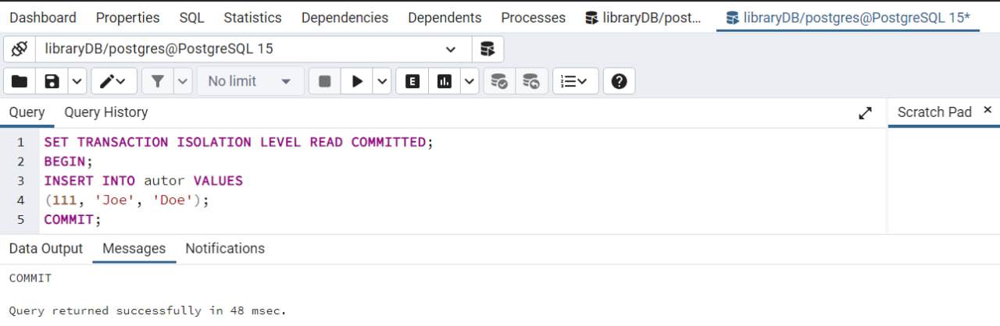 Dashboard Properties SQL Statistics Dependencies Dependents Processes libraryDB/post... libraryDB/postgres@PostgreSQL 15*
libraryDB/postgres@PostgreSQL 15
No limit E
Query Query History Scratch Pad ×
1 SET TRANSACTION ISOLATION LEVEL READ COMMITTED;
2 BEGIN;
3 INSERT INTO autor VALUES
4 (111, 'Joe', 'Doe');
5 COMMIT;
Data Output Messages Notifications
COMMIT
Query returned successfully in 48 msec.